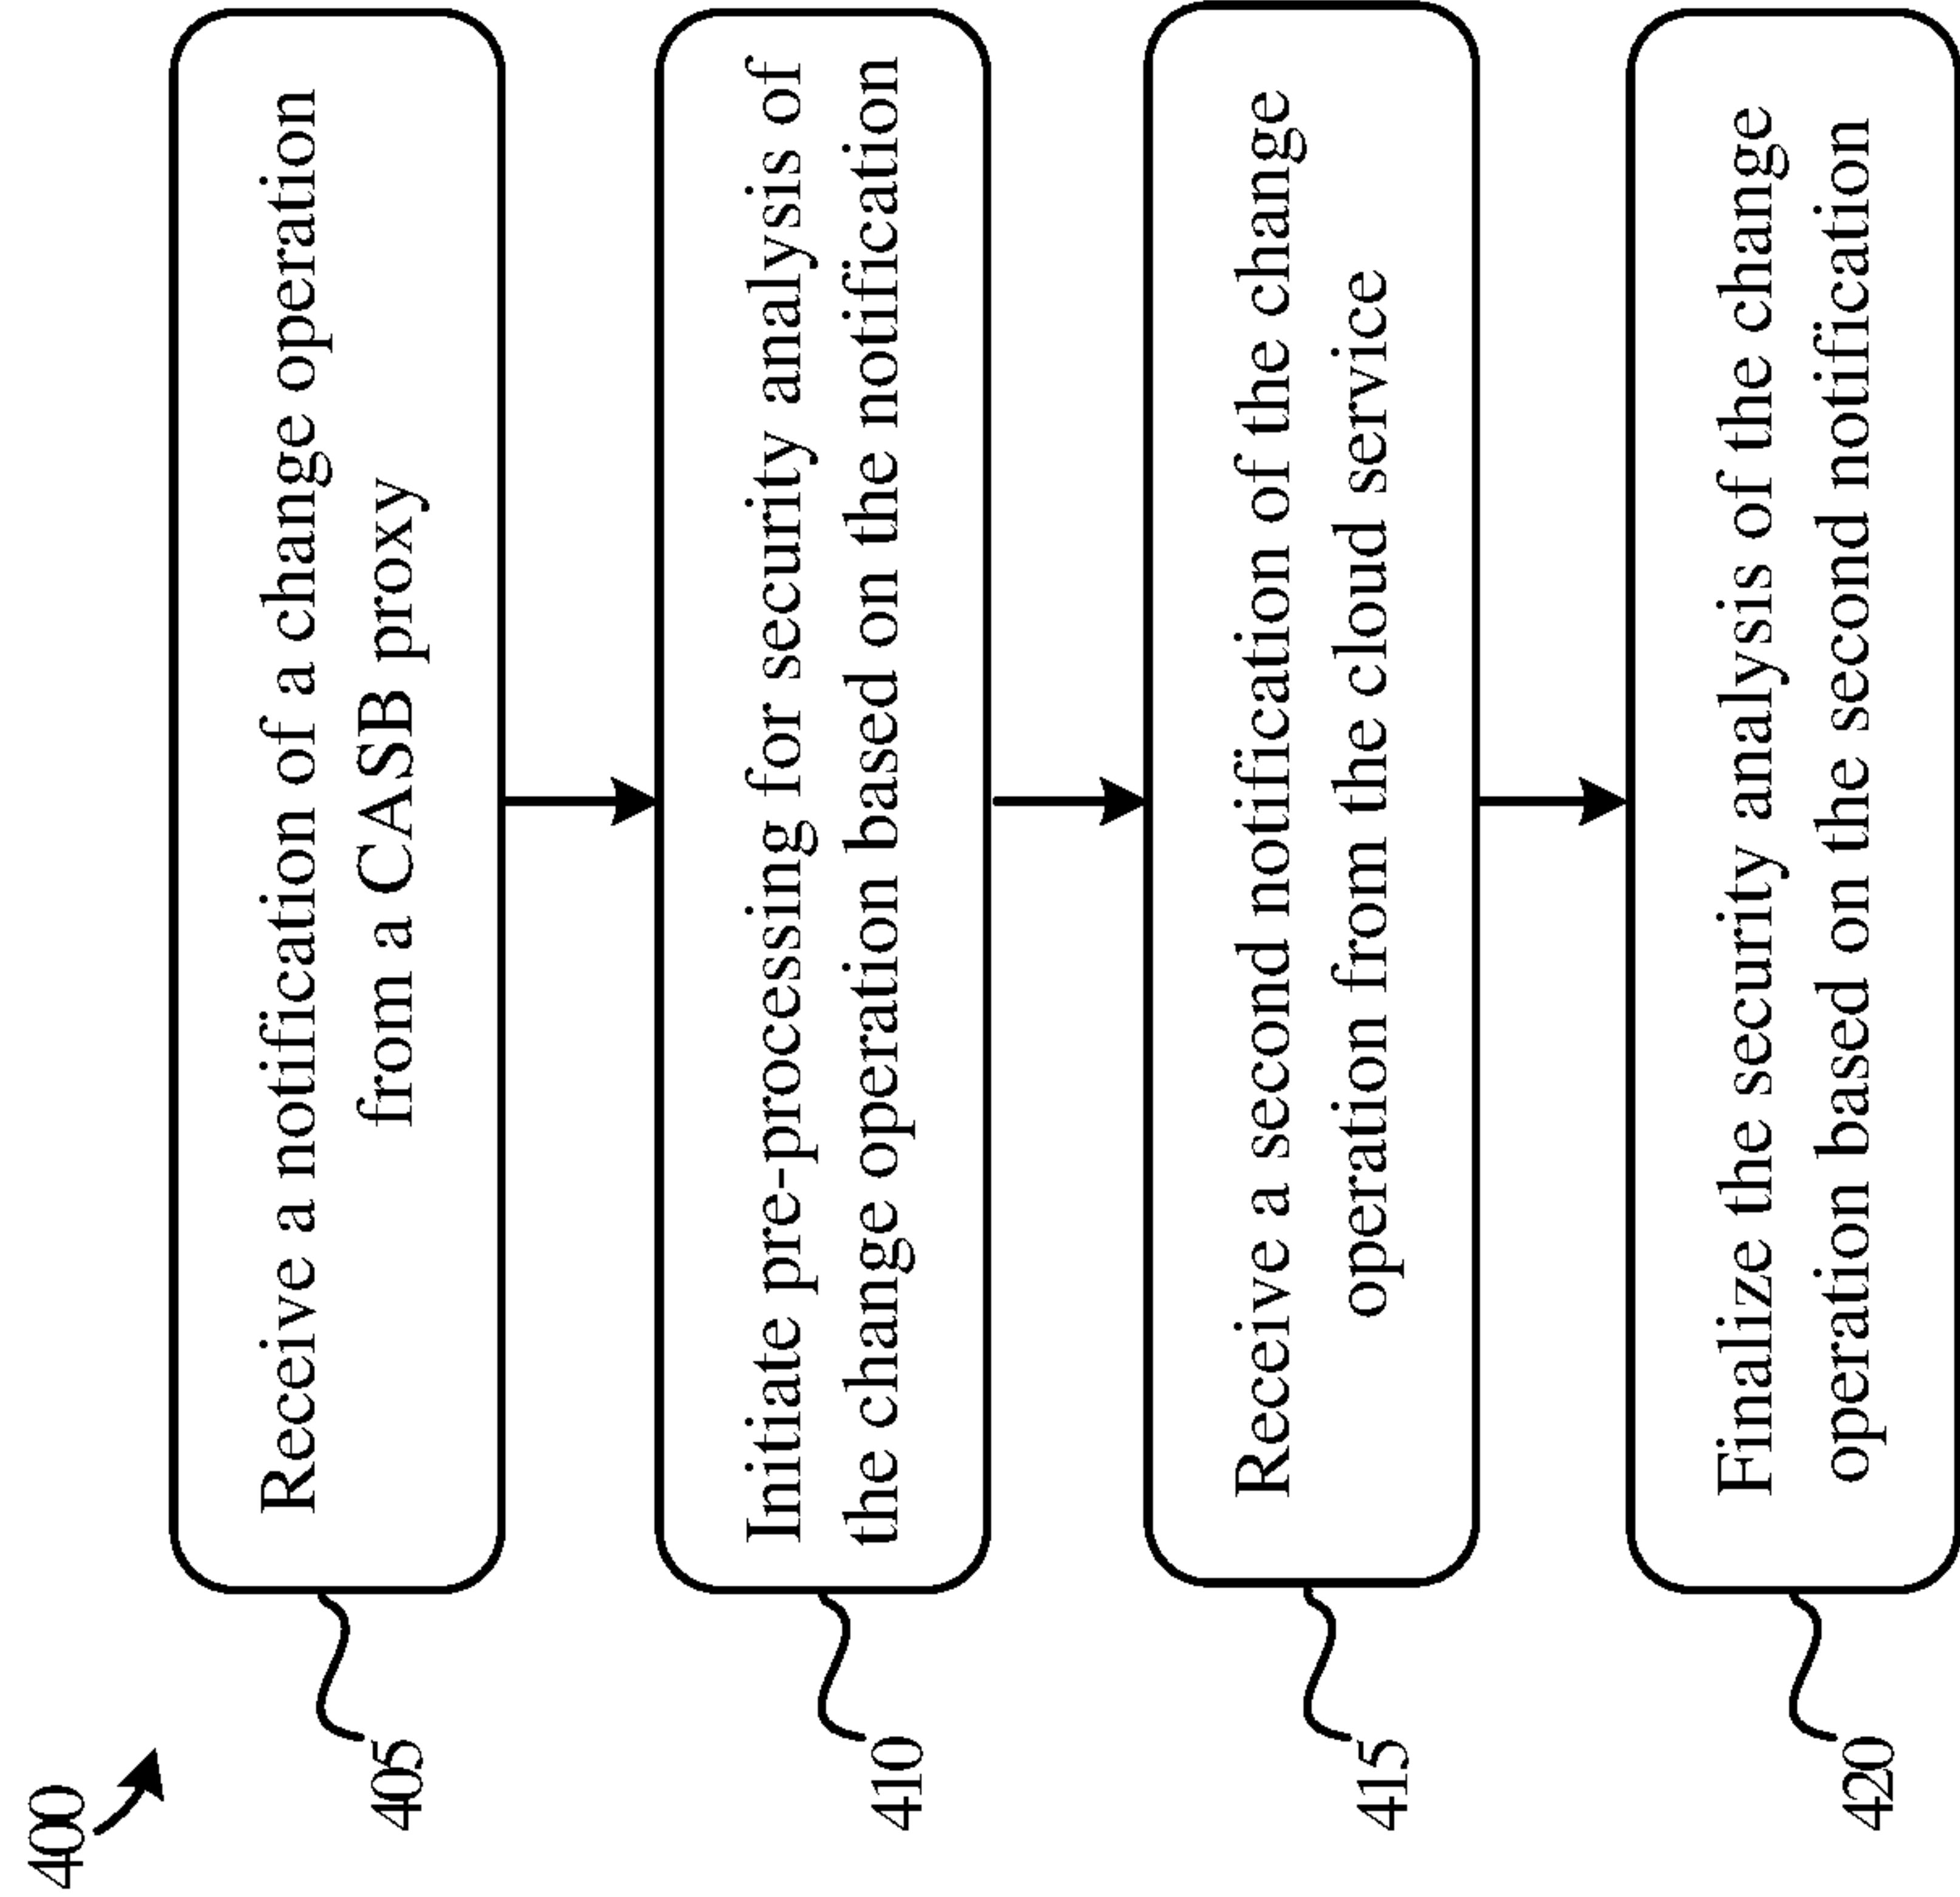 400
405
Receive a notification of a change operation
from a CASB proxy
410
Initiate pre-processing for security analysis of
the change operation based on the notification
415
Receive a second notification of the change
operation from the cloud service
420
Finalize the security analysis of the change
operation based on the second notification